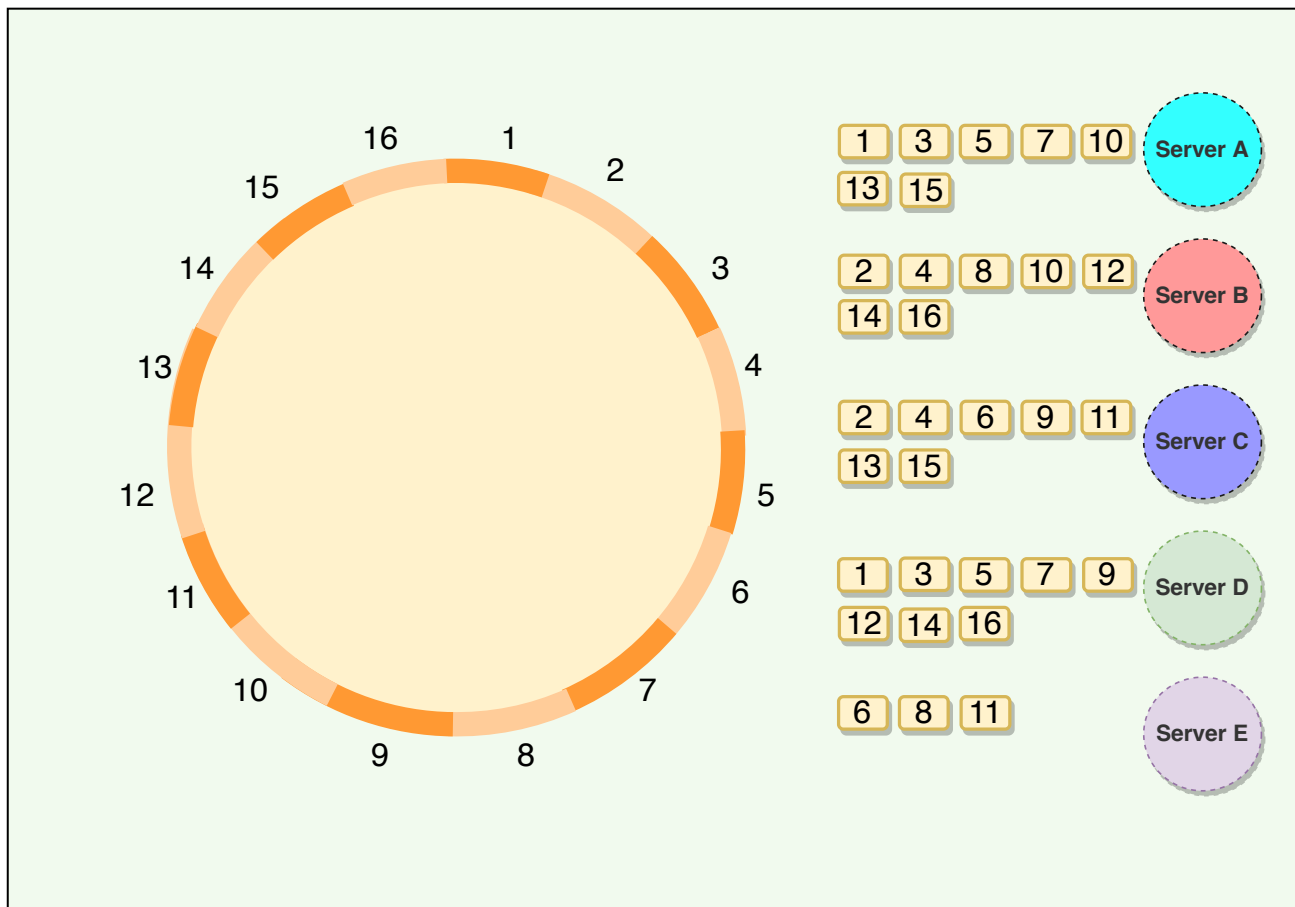 16 1
15 2
14 3
13 4
12 5
11 6
10 7
9 8
1 3 5 7 10
13 15
Server A
2 4 8 10 12
14 16
Server B
2 4 6 9 11
13 15
Server C
1 3 5 7 9
12 14 16
Server D
6 8 11
Server E